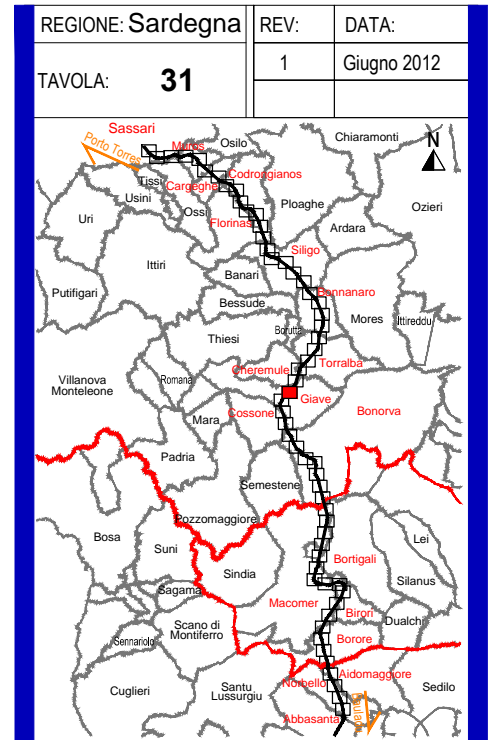 REGIONE: Sardegna
REV:
DATA:
TAVOLA: 31
1
Giugno 2012
Sassari
Porto Torres
Muros
Osilo
Chiaramonti
N
Tissi
Cargeghe
Codrongianos
Usini
Ossi
Ploaghe
Ozieri
Uri
Florinas
Ardara
Siligo
Ittiri
Banari
Bonnanaro
Putifigari
Bessude
Mores
Ittireddu
Thiesi
Borutta
Cheremule
Torralba
Villanova
Monteleone
Romana
Giave
Cossone
Bonorva
Mara
Padria
Semestene
Pozzomaggiore
Bosa
Suni
Lei
Bortigali
Sindia
Silanus
Sagama
Macomer
Birori
Dualchi
Scano di
Montiferro
Sennariolo
Borore
Aidomaggiore
Norbello
Cuglieri
Santu
Lussurgiu
Sedilo
Abbasanta